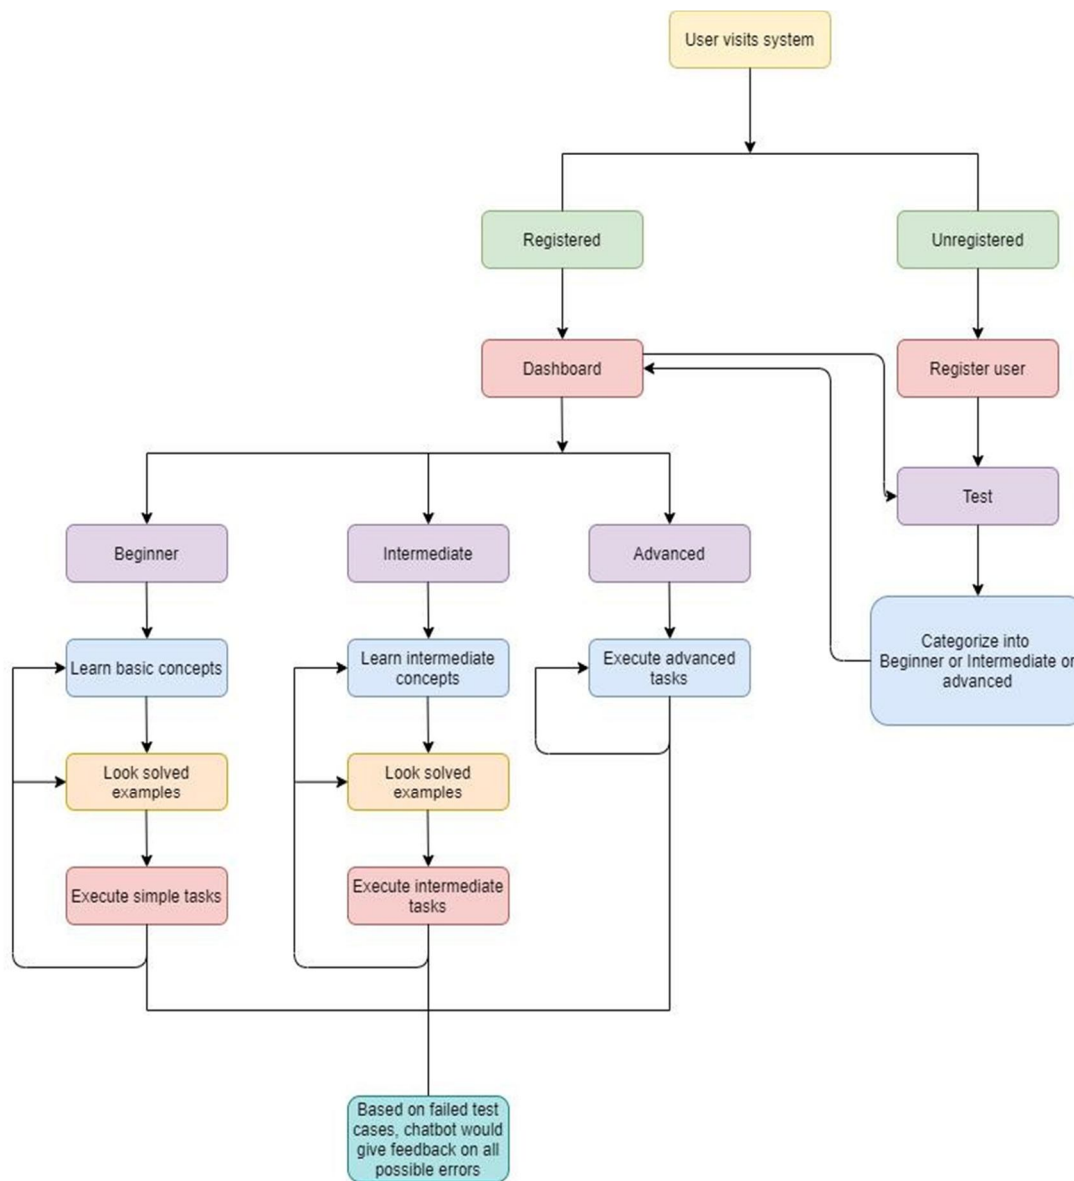 User visits system
Registered
Unregistered
Dashboard
Register user
Test
Beginner
Intermediate
Advanced
Categorize into
Beginner or Intermediate or
advanced
Learn basic concepts
Learn intermediate
concepts
Execute advanced
tasks
Look solved
examples
Look solved
examples
Execute simple tasks
Execute intermediate
tasks
Based on failed test
cases, chatbot would
give feedback on all
possible errors